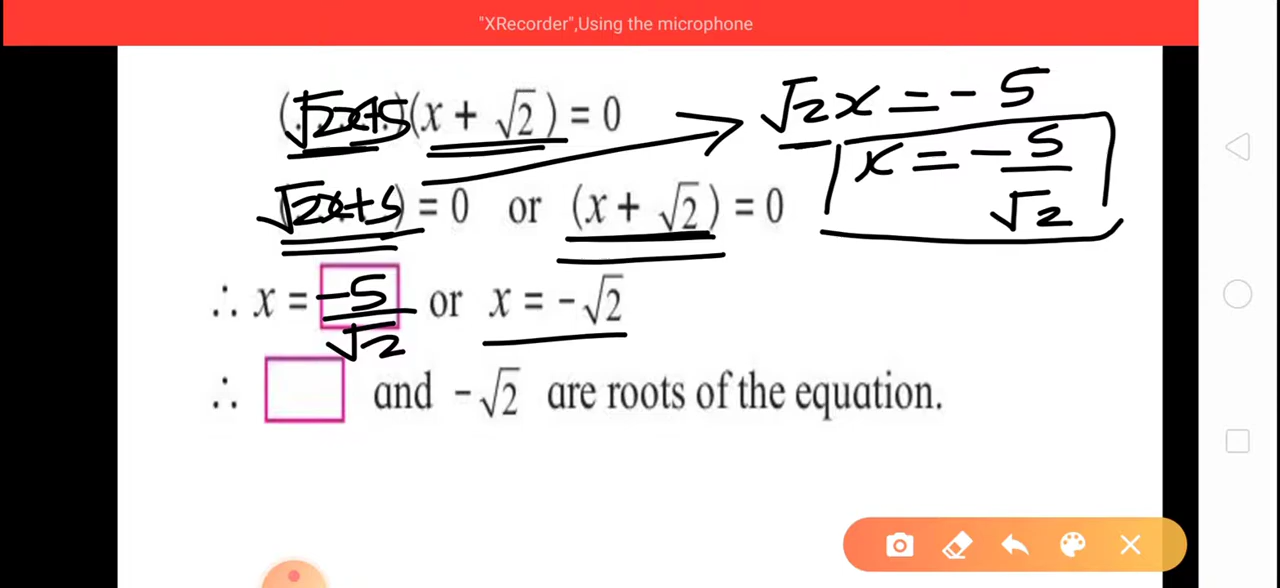 "XRecorder",Using the microphone
(√2x+5)(x + √2) = 0
√2x = -5
x = -5/√2
(√2x+5) = 0 or (x + √2) = 0
∴ x = -5/√2 or x = -√2
∴ and -√2 are roots of the equation.